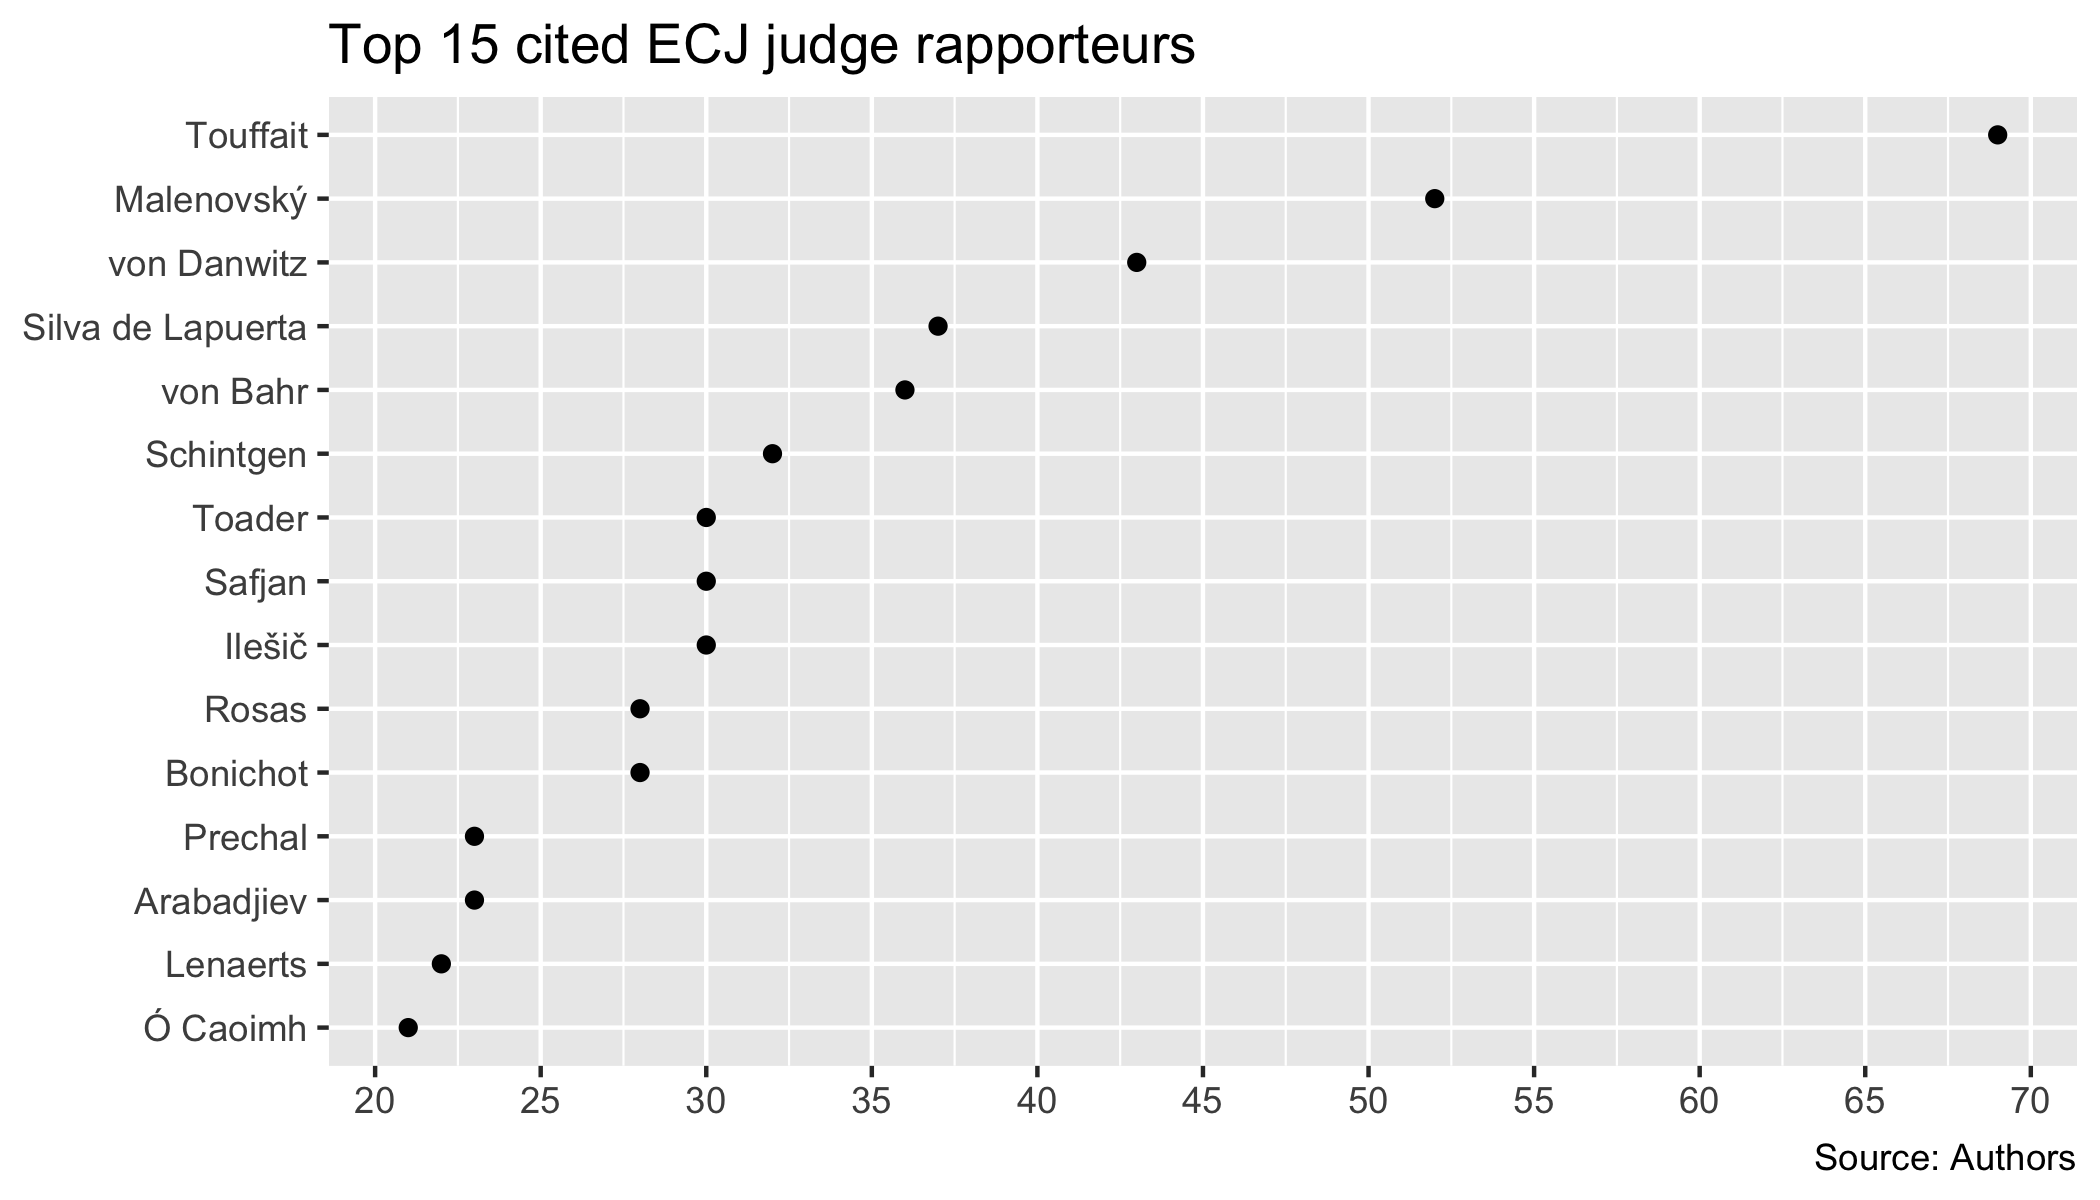 Top 15 cited ECJ judge rapporteurs
Touffait
Malenovský
von Danwitz
Silva de Lapuerta
von Bahr
Schintgen
Toader
Safjan
Ilešič
Rosas
Bonichot
Prechal
Arabadjiev
Lenaerts
Ó Caoimh
20 25 30 35 40 45 50 55 60 65 70
Source: Authors